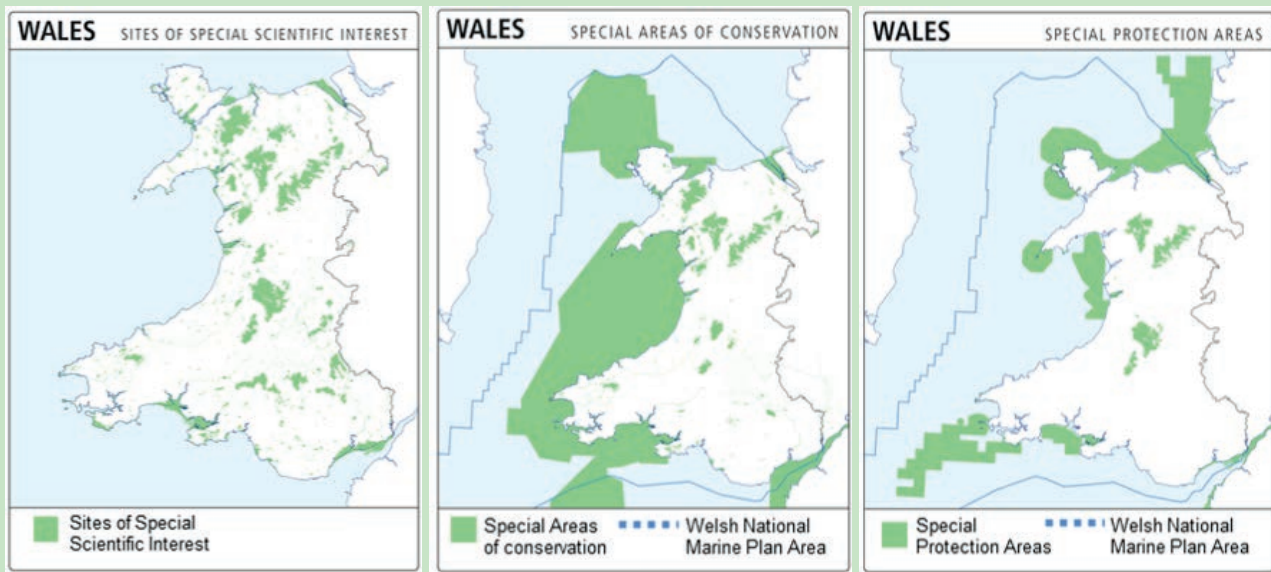 WALES SITES OF SPECIAL SCIENTIFIC INTEREST
Sites of Special
Scientific Interest
WALES SPECIAL AREAS OF CONSERVATION
Special Areas
of conservation
Welsh National
Marine Plan Area
WALES SPECIAL PROTECTION AREAS
Special
Protection Areas
Welsh National
Marine Plan Area